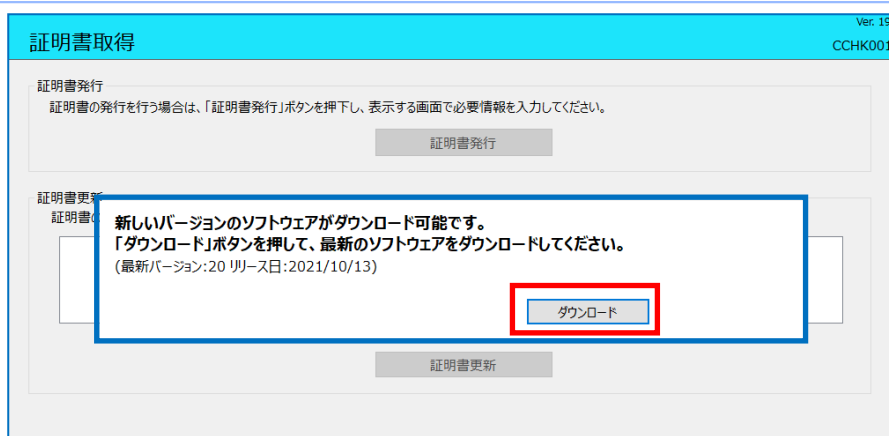 Ver. 19
証明書取得
CCHK001
証明書発行
証明書の発行を行う場合は、「証明書発行」ボタンを押下し、表示する画面で必要情報を入力してください。
証明書発行
証明書更新
証明書の
新しいバージョンのソフトウェアがダウンロード可能です。
「ダウンロード」ボタンを押して、最新のソフトウェアをダウンロードしてください。
(最新バージョン:20 リリース日:2021/10/13)
ダウンロード
証明書更新